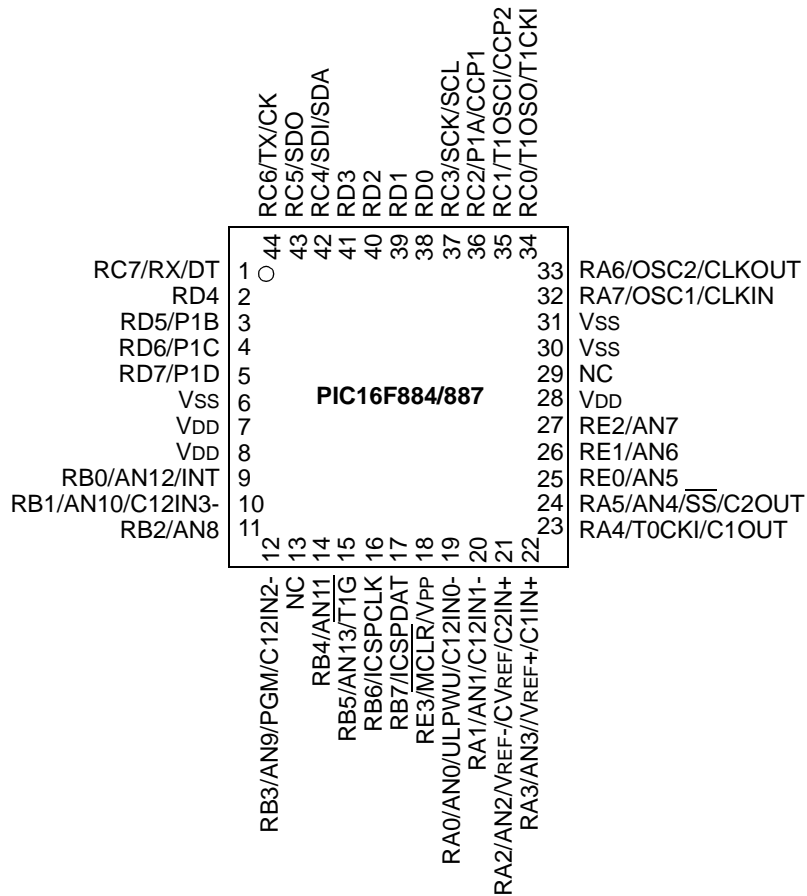 RC6/TX/CK
RC5/SDO
RC4/SDI/SDA
RD3
RD2
RD1
RD0
RC3/SCK/SCL
RC2/P1A/CCP1
RC1/T1OSCI/CCP2
RC0/T1OSO/T1CKI
44
43
42
41
40
39
38
37
36
35
34
RC7/RX/DT 1
RD4 2
RD5/P1B 3
RD6/P1C 4
RD7/P1D 5
VSS 6
VDD 7
VDD 8
RB0/AN12/INT 9
RB1/AN10/C12IN3- 10
RB2/AN8 11
PIC16F884/887
33 RA6/OSC2/CLKOUT
32 RA7/OSC1/CLKIN
31 VSS
30 VSS
29 NC
28 VDD
27 RE2/AN7
26 RE1/AN6
25 RE0/AN5
24 RA5/AN4/SS/C2OUT
23 RA4/T0CKI/C1OUT
12
13
14
15
16
17
18
19
20
21
22
RB3/AN9/PGM/C12IN2-
NC
RB4/AN11
RB5/AN13/T1G
RB6/ICSPCLK
RB7/ICSPDAT
RE3/MCLR/VPP
RA0/AN0/ULPWU/C12IN0-
RA1/AN1/C12IN1-
RA2/AN2/VREF-/CVREF/C2IN+
RA3/AN3//VREF+/C1IN+